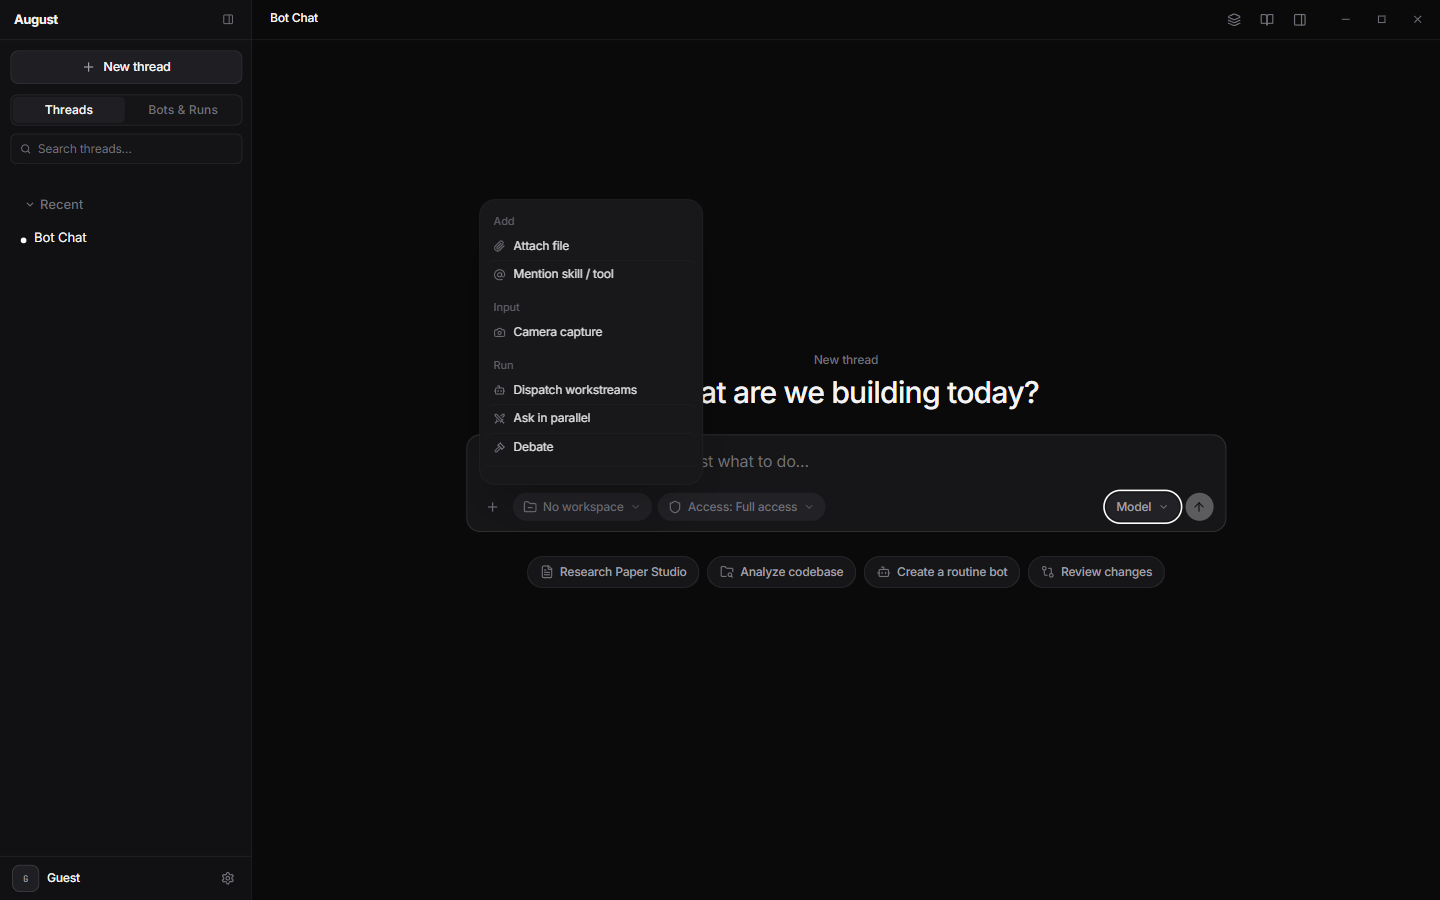 August
Bot Chat
New thread
Threads
Bots & Runs
Search threads...
Recent
Bot Chat
Add
Attach file
Mention skill / tool
Input
Camera capture
Run
Dispatch workstreams
Ask in parallel
Debate
New thread
at are we building today?
st what to do...
No workspace
Access: Full access
Model
Research Paper Studio
Analyze codebase
Create a routine bot
Review changes
G
Guest